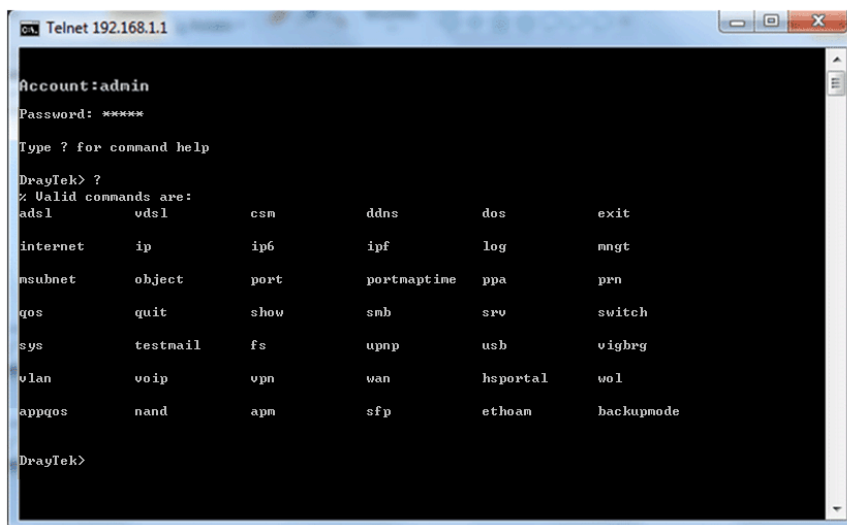 Telnet 192.168.1.1
Account:admin
Password: *****
Type ? for command help
DrayTek> ?
% Valid commands are:
adsl vdsl csm ddns dos exit
internet ip ip6 ipf log mngt
msubnet object port portmaptime ppa prn
qos quit show smb srv switch
sys testmail fs upnp usb vigbrg
vlan voip vpn wan hsportal wol
appqos nand apm sfp ethoam backupmode
DrayTek>